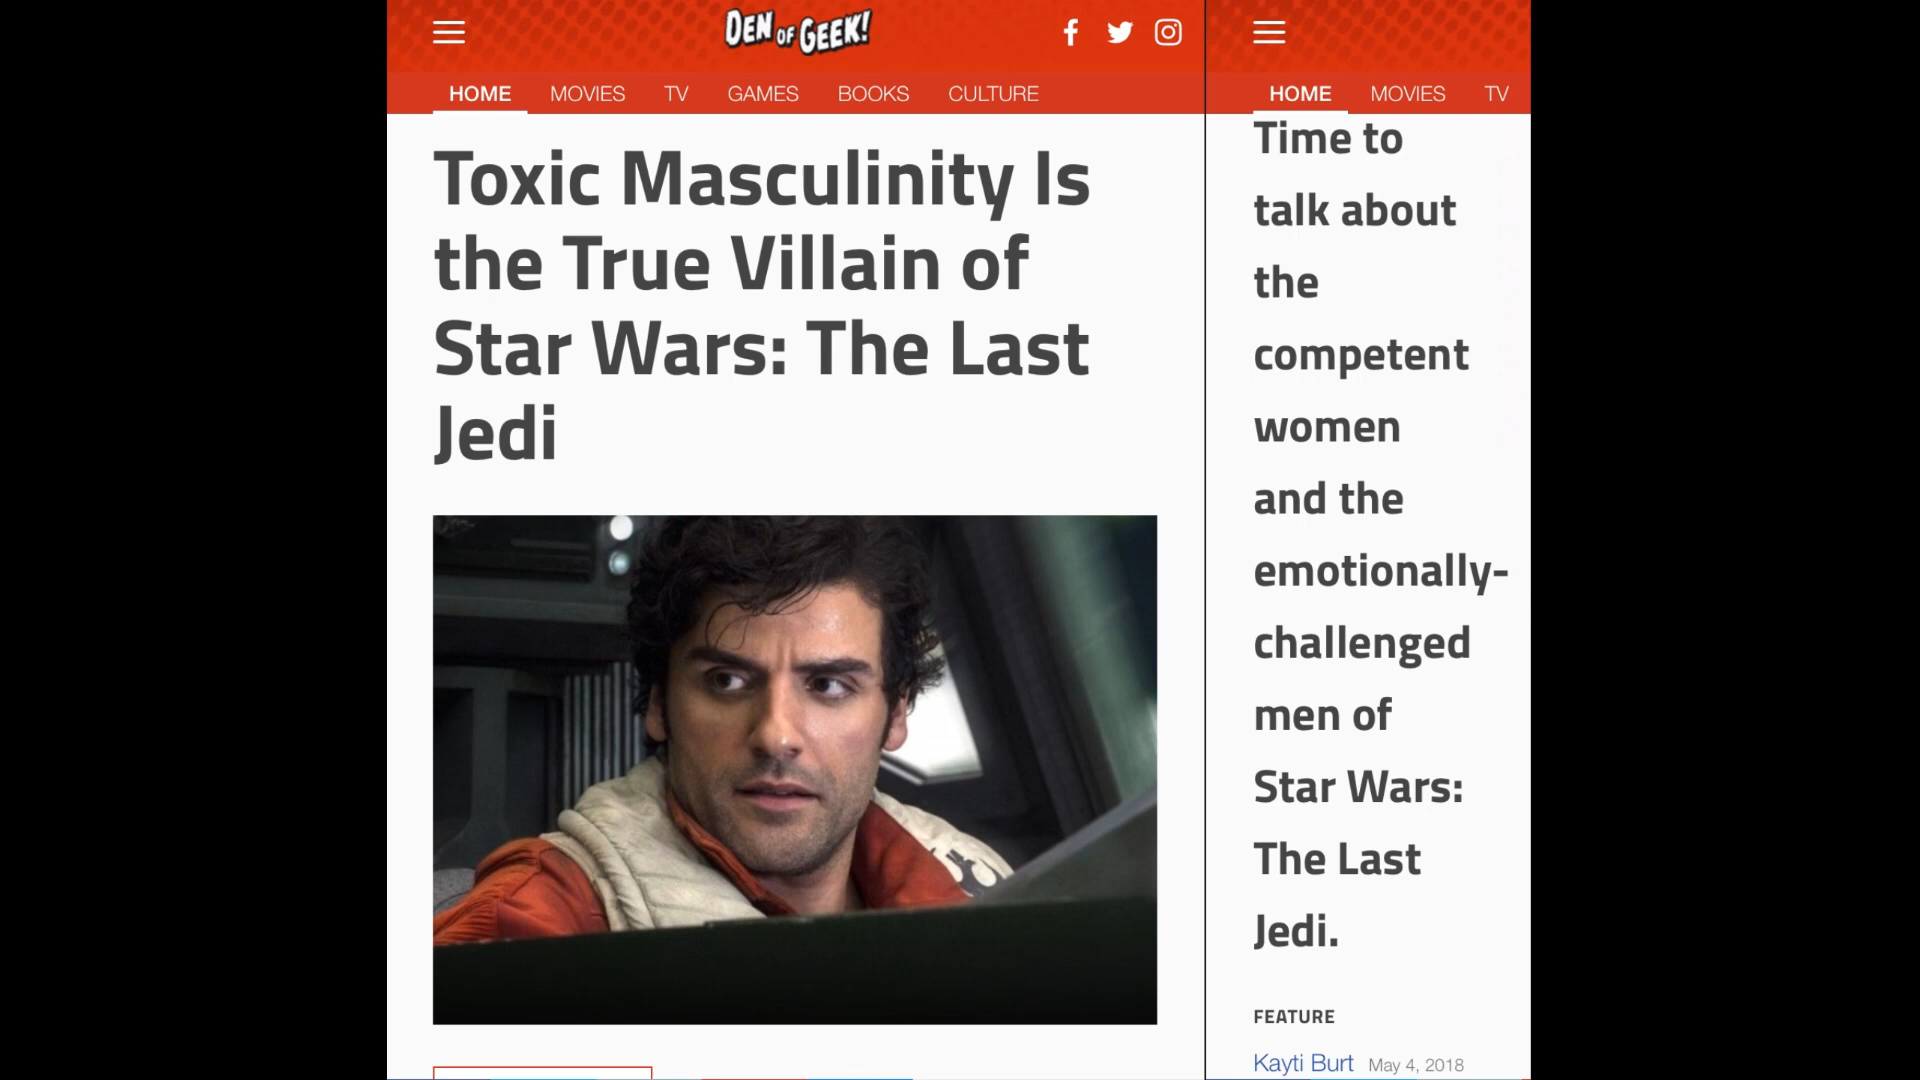 DEN OF GEEK!
HOME MOVIES TV GAMES BOOKS CULTURE
Toxic Masculinity Is
the True Villain of
Star Wars: The Last
Jedi
HOME MOVIES TV
Time to
talk about
the
competent
women
and the
emotionally-
challenged
men of
Star Wars:
The Last
Jedi.
FEATURE
Kayti Burt May 4, 2018